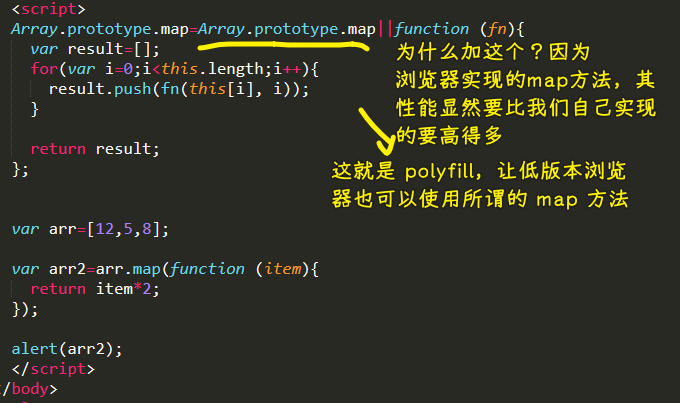 <script>
Array.prototype.map=Array.prototype.map||function (fn){
var result=[];
for(var i=0;i<this.length;i++){
result.push(fn(this[i], i));
}
return result;
};
为什么加这个？因为
浏览器实现的map方法，其
性能显然要比我们自己实现
的要高得多
这就是 polyfill，让低版本浏览
器也可以使用所谓的 map 方法
var arr=[12,5,8];
var arr2=arr.map(function (item){
return item*2;
});
alert(arr2);
</script>
/body>